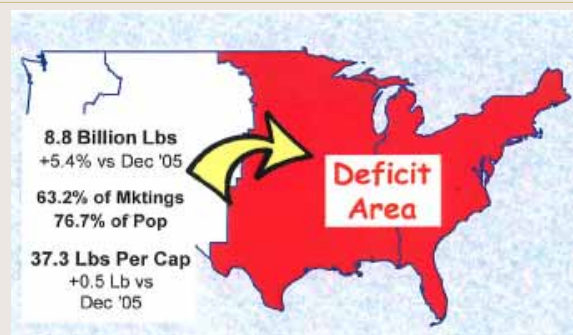 8.8 Billion Lbs
+5.4% vs Dec '05
63.2% of Mktings
76.7% of Pop
37.3 Lbs Per Cap
+0.5 Lb vs
Dec '05
Deficit
Area